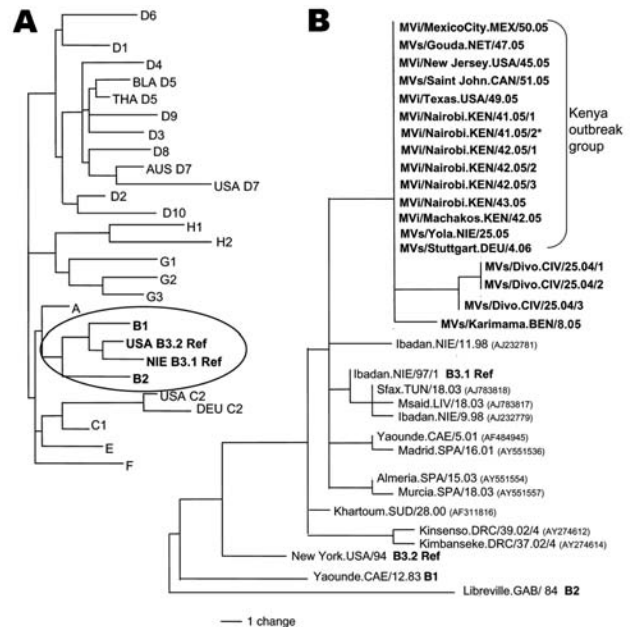 A
D6
D1
D4
BLA D5
THA D5
D9
D3
D8
AUS D7
USA D7
D2
D10
H1
H2
G1
G2
G3
A
B1
USA B3.2 Ref
NIE B3.1 Ref
B2
USA C2
DEU C2
C1
E
F
B
MVi/MexicoCity.MEX/50.05
MVs/Gouda.NET/47.05
MVi/New Jersey.USA/45.05
MVs/Saint John.CAN/51.05
MVi/Texas.USA/49.05
MVi/Nairobi.KEN/41.05/1
MVi/Nairobi.KEN/41.05/2*
MVi/Nairobi.KEN/42.05/1
MVi/Nairobi.KEN/42.05/2
MVi/Nairobi.KEN/42.05/3
MVi/Nairobi.KEN/43.05
MVi/Machakos.KEN/42.05
MVs/Yola.NIE/25.05
MVs/Stuttgart.DEU/4.06
Kenya
outbreak
group
MVs/Divo.CIV/25.04/1
MVs/Divo.CIV/25.04/2
MVs/Divo.CIV/25.04/3
MVs/Karimama.BEN/8.05
Ibadan.NIE/11.98 (AJ232781)
Ibadan.NIE/97/1 B3.1 Ref
Sfax.TUN/18.03 (AJ783818)
Msaid.LIV/18.03 (AJ783817)
Ibadan.NIE/9.98 (AJ232779)
Yaounde.CAE/5.01 (AF484945)
Madrid.SPA/16.01 (AY551536)
Almeria.SPA/15.03 (AY551554)
Murcia.SPA/18.03 (AY551557)
Khartoum.SUD/28.00 (AF311816)
Kinsenso.DRC/39.02/4 (AY274612)
Kimbanseke.DRC/37.02/4 (AY274614)
New York.USA/94 B3.2 Ref
Yaounde.CAE/12.83 B1
Libreville.GAB/ 84 B2
1 change